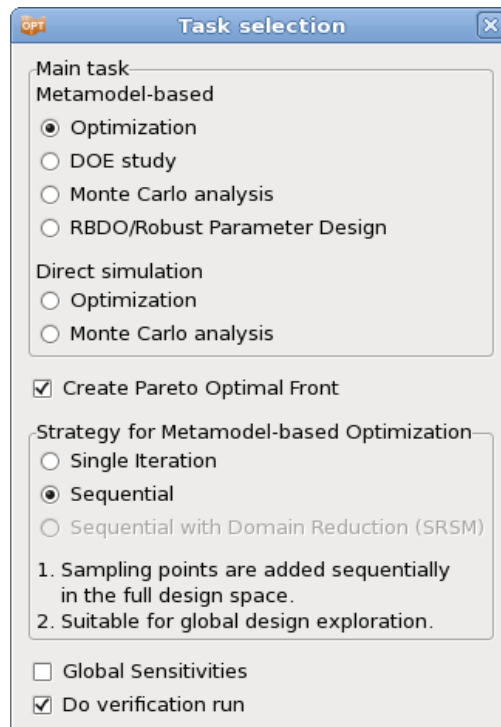 OPT
Task selection
Main task
Metamodel-based
Optimization
DOE study
Monte Carlo analysis
RBDO/Robust Parameter Design
Direct simulation
Optimization
Monte Carlo analysis
Create Pareto Optimal Front
Strategy for Metamodel-based Optimization
Single Iteration
Sequential
Sequential with Domain Reduction (SRSM)
1. Sampling points are added sequentially
in the full design space.
2. Suitable for global design exploration.
Global Sensitivities
Do verification run